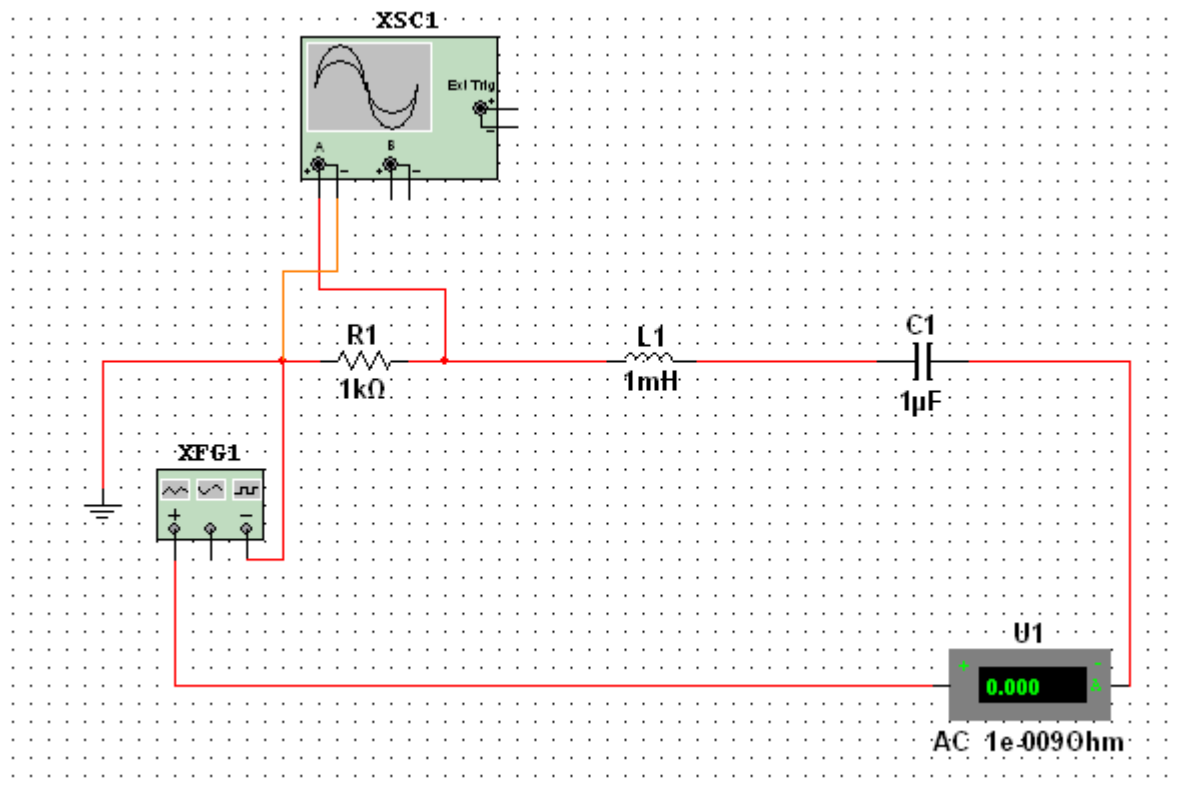 XSC1
Ext Trig
+
−
A
B
+
−
+
−
R1
1kΩ
L1
1mH
C1
1µF
XFG1
+
−
U1
+
-
0.000
A
AC 1e-009Ohm